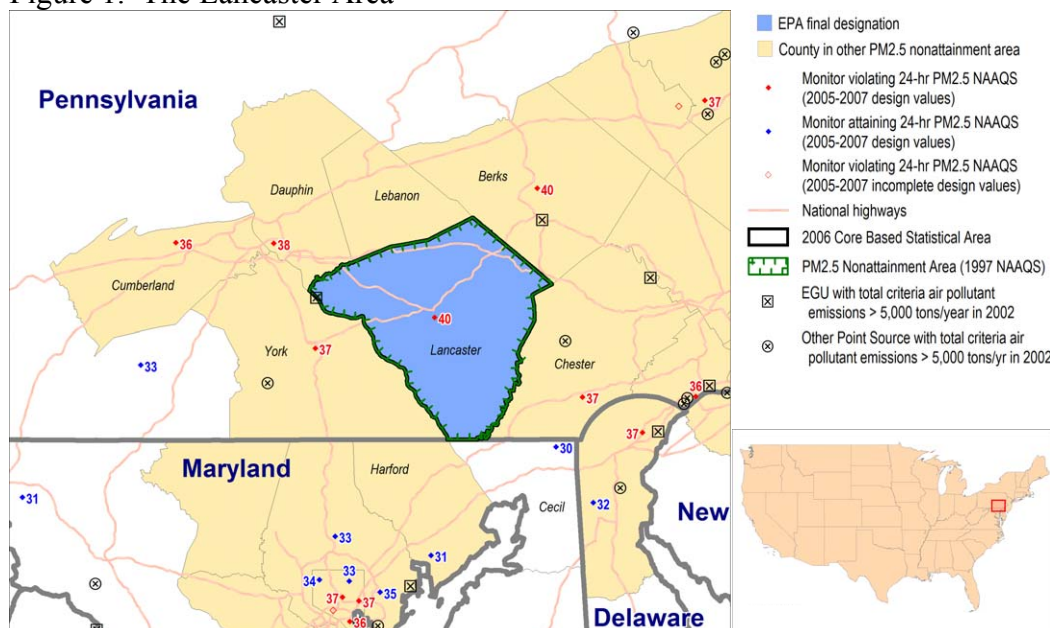 Figure 1. The Lancaster Area
Pennsylvania
37
Berks
Dauphin
Lebanon
40
36
38
Cumberland
40
Lancaster
York
37
33
Chester
37
36
37
30
Maryland
Harford
Cecil
31
32
New
33
31
33
34
35
37
37
36
Delaware
EPA final designation
County in other PM2.5 nonattainment area
Monitor violating 24-hr PM2.5 NAAQS
(2005-2007 design values)
Monitor attaining 24-hr PM2.5 NAAQS
(2005-2007 design values)
Monitor violating 24-hr PM2.5 NAAQS
(2005-2007 incomplete design values)
National highways
2006 Core Based Statistical Area
PM2.5 Nonattainment Area (1997 NAAQS)
EGU with total criteria air pollutant
emissions > 5,000 tons/year in 2002
Other Point Source with total criteria air
pollutant emissions > 5,000 tons/yr in 2002